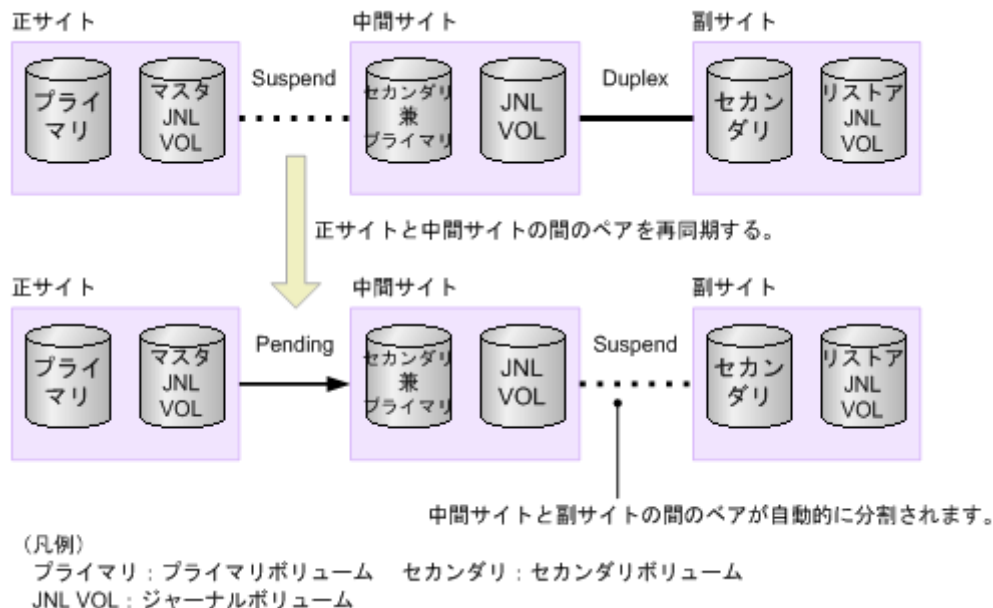 正サイト
中間サイト
副サイト
プライ
マリ
マスタ
JNL
VOL
Suspend
セカンダリ
兼
プライマリ
JNL
VOL
Duplex
セカン
ダリ
リストア
JNL
VOL
正サイトと中間サイトの間のペアを再同期する。
正サイト
中間サイト
副サイト
プライ
マリ
マスタ
JNL
VOL
Pending
セカンダリ
兼
プライマリ
JNL
VOL
Suspend
セカン
ダリ
リストア
JNL
VOL
中間サイトと副サイトの間のペアが自動的に分割されます。
（凡例）
プライマリ：プライマリボリューム　セカンダリ：セカンダリボリューム
JNL VOL：ジャーナルボリューム